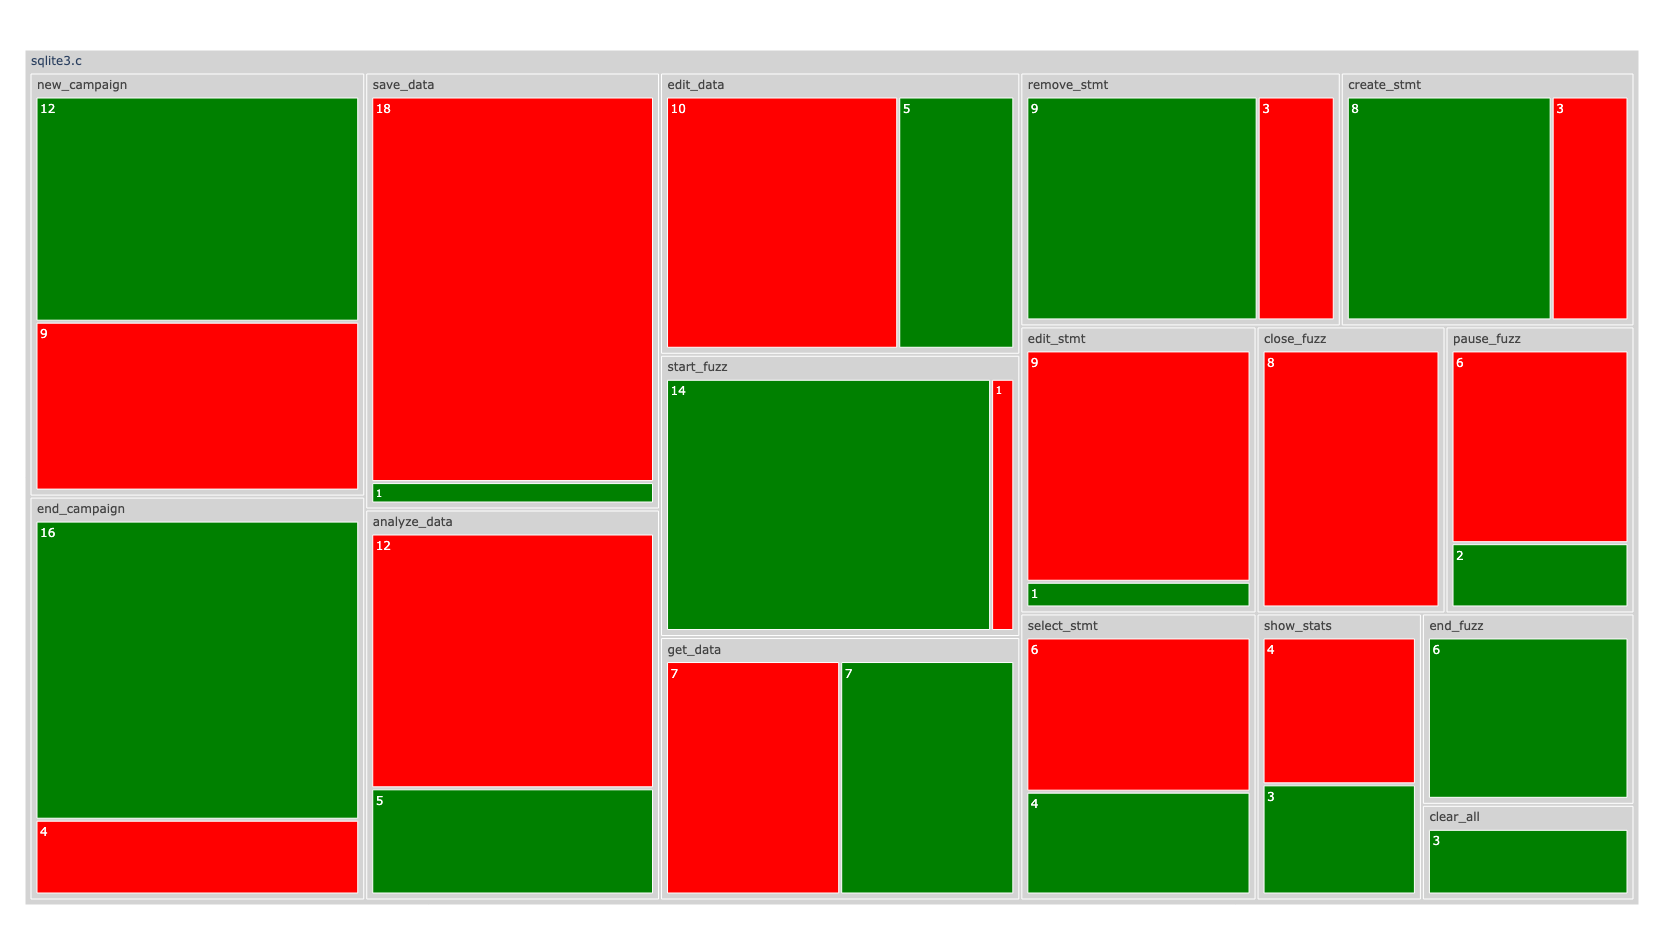 sqlite3.c
new_campaign
12
9
end_campaign
16
4
save_data
18
1
analyze_data
12
5
edit_data
10
5
start_fuzz
14
1
get_data
7
7
remove_stmt
9
3
create_stmt
8
3
edit_stmt
9
1
close_fuzz
8
pause_fuzz
6
2
select_stmt
6
4
show_stats
4
3
end_fuzz
6
clear_all
3